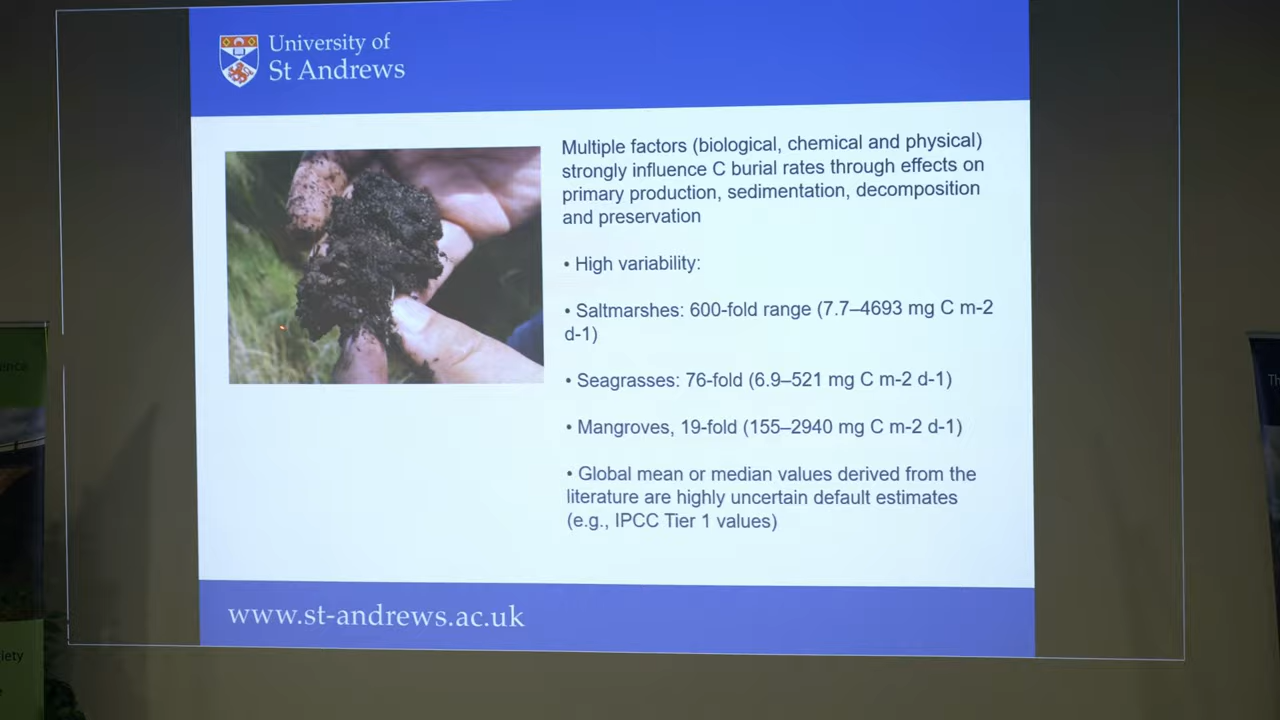 University of
St Andrews
Multiple factors (biological, chemical and physical)
strongly influence C burial rates through effects on
primary production, sedimentation, decomposition
and preservation
• High variability:
• Saltmarshes: 600-fold range (7.7–4693 mg C m-2
d-1)
• Seagrasses: 76-fold (6.9–521 mg C m-2 d-1)
• Mangroves, 19-fold (155–2940 mg C m-2 d-1)
• Global mean or median values derived from the
literature are highly uncertain default estimates
(e.g., IPCC Tier 1 values)
www.st-andrews.ac.uk